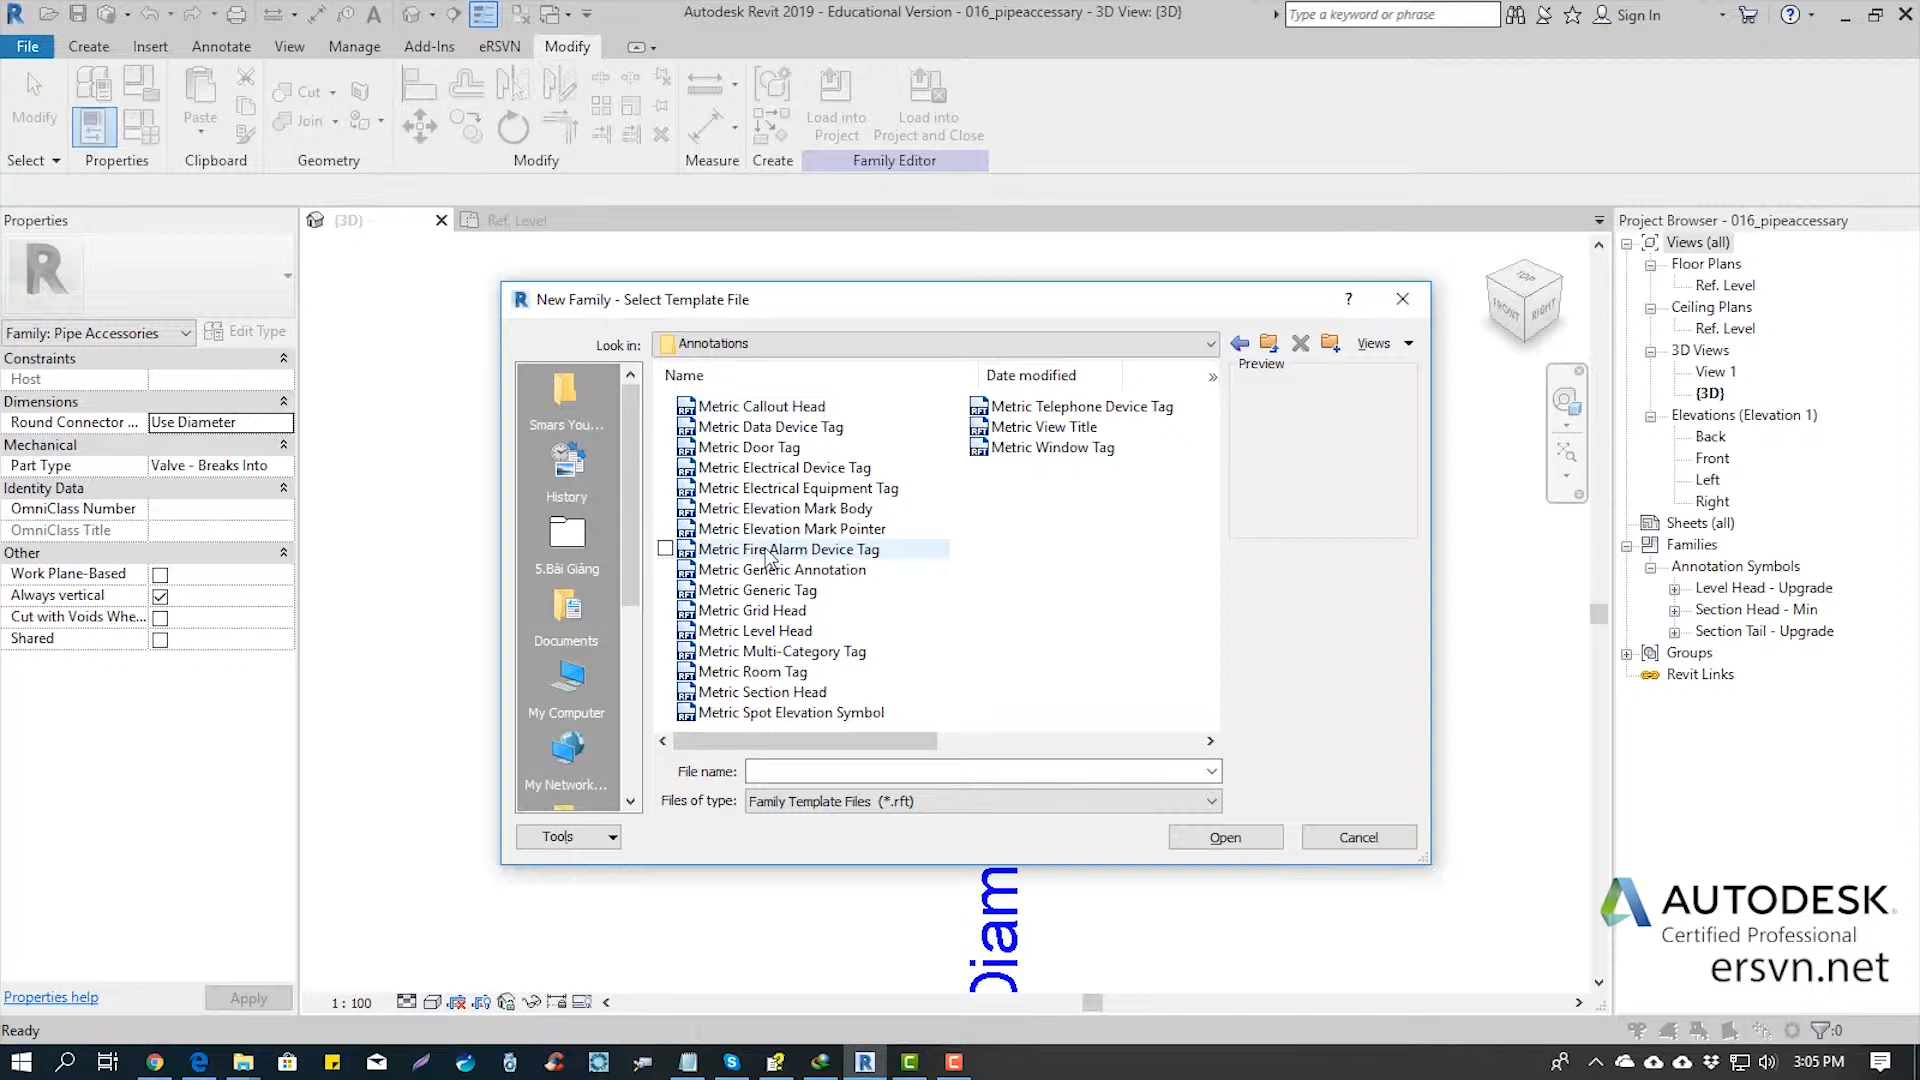 Autodesk Revit 2019 - Educational Version - 016_pipeaccessary - 3D View: {3D}
Type a keyword or phrase
Sign In
File Create Insert Annotate View Manage Add-Ins eRSVN Modify
Modify
Paste
Cut
Join
Load into Project
Load into Project and Close
Select Properties Clipboard Geometry Modify Measure Create Family Editor
Properties
Family: Pipe Accessories
Edit Type
Constraints
Host
Dimensions
Round Connector ... Use Diameter
Mechanical
Part Type Valve - Breaks Into
Identity Data
OmniClass Number
OmniClass Title
Other
Work Plane-Based
Always vertical
Cut with Voids Whe...
Shared
Properties help
Apply
{3D}
Ref. Level
New Family - Select Template File
Look in: Annotations
Views
Smars You...
History
5.Bài Giảng
Documents
My Computer
My Network...
Name
Date modified
Preview
Metric Callout Head
Metric Data Device Tag
Metric Door Tag
Metric Electrical Device Tag
Metric Electrical Equipment Tag
Metric Elevation Mark Body
Metric Elevation Mark Pointer
Metric Fire Alarm Device Tag
Metric Generic Annotation
Metric Generic Tag
Metric Grid Head
Metric Level Head
Metric Multi-Category Tag
Metric Room Tag
Metric Section Head
Metric Spot Elevation Symbol
Metric Telephone Device Tag
Metric View Title
Metric Window Tag
File name:
Files of type: Family Template Files (*.rft)
Tools
Open
Cancel
TOP
FRONT
RIGHT
Diam
Project Browser - 016_pipeaccessary
Views (all)
Floor Plans
Ref. Level
Ceiling Plans
Ref. Level
3D Views
View 1
{3D}
Elevations (Elevation 1)
Back
Front
Left
Right
Sheets (all)
Families
Annotation Symbols
Level Head - Upgrade
Section Head - Min
Section Tail - Upgrade
Groups
Revit Links
AUTODESK.
Certified Professional
ersvn.net
1 : 100
Ready
:0
3:05 PM